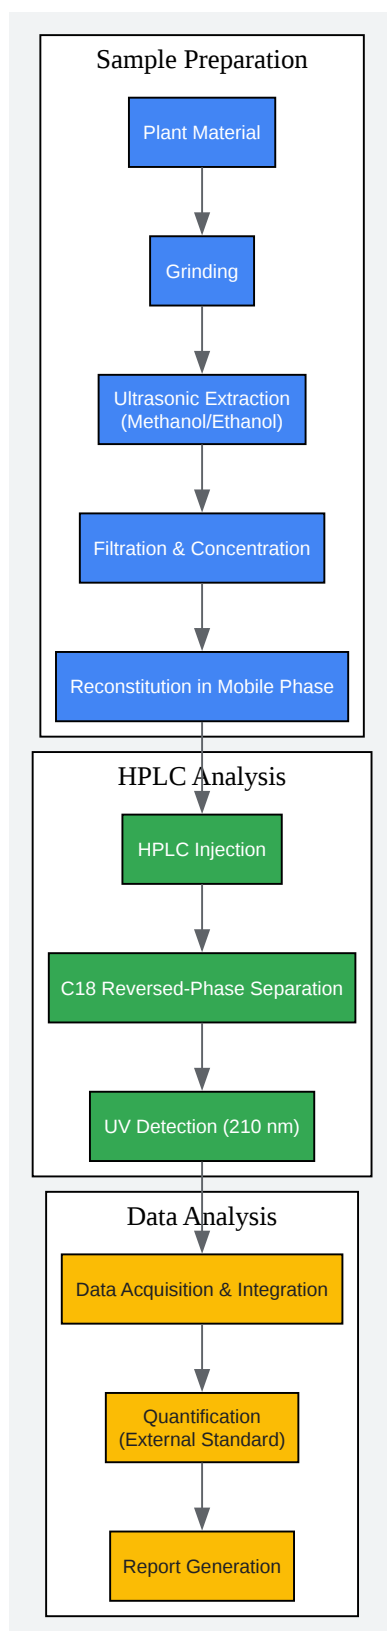 Sample Preparation
Plant Material
Grinding
Ultrasonic Extraction
(Methanol/Ethanol)
Filtration & Concentration
Reconstitution in Mobile Phase
HPLC Analysis
HPLC Injection
C18 Reversed-Phase Separation
UV Detection (210 nm)
Data Analysis
Data Acquisition & Integration
Quantification
(External Standard)
Report Generation